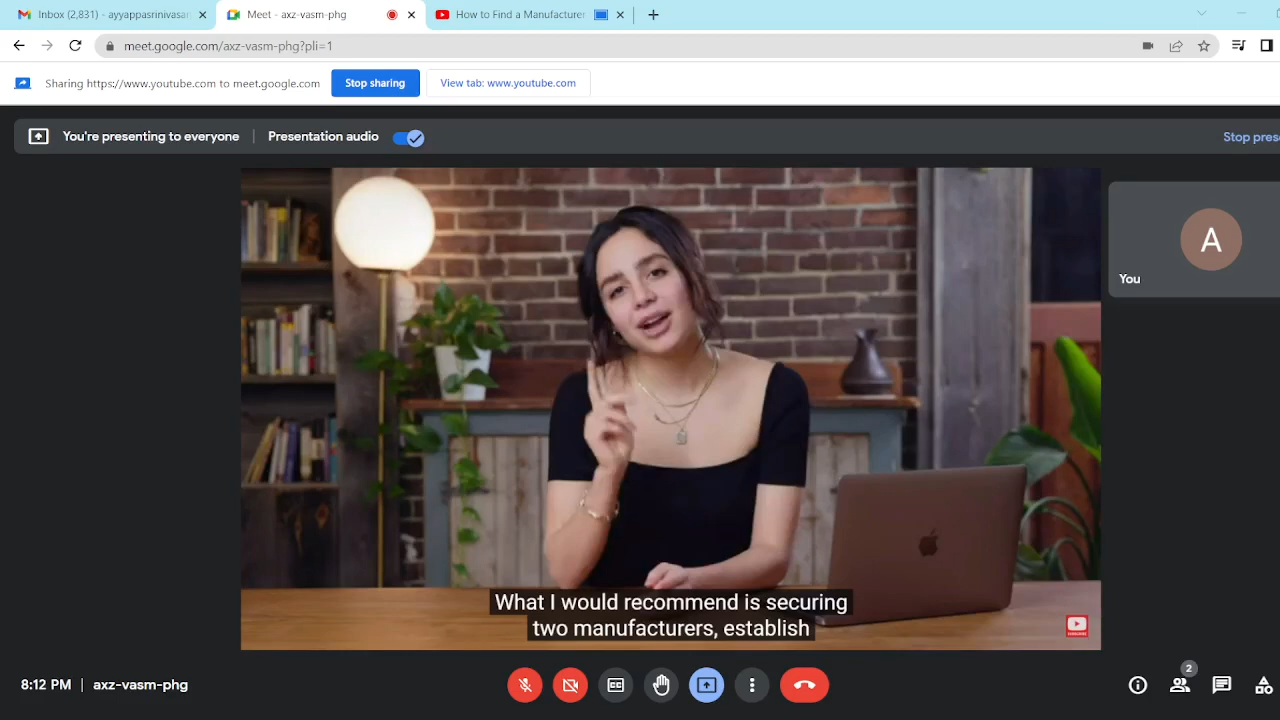 Inbox (2,831) - ayyappasrinivasar
Meet - axz-vasm-phg
How to Find a Manufacturer
meet.google.com/axz-vasm-phg?pli=1
Sharing https://www.youtube.com to meet.google.com
Stop sharing
View tab: www.youtube.com
You're presenting to everyone
Presentation audio
Stop pres
A
You
What I would recommend is securing
two manufacturers, establish
8:12 PM
axz-vasm-phg
CC
2